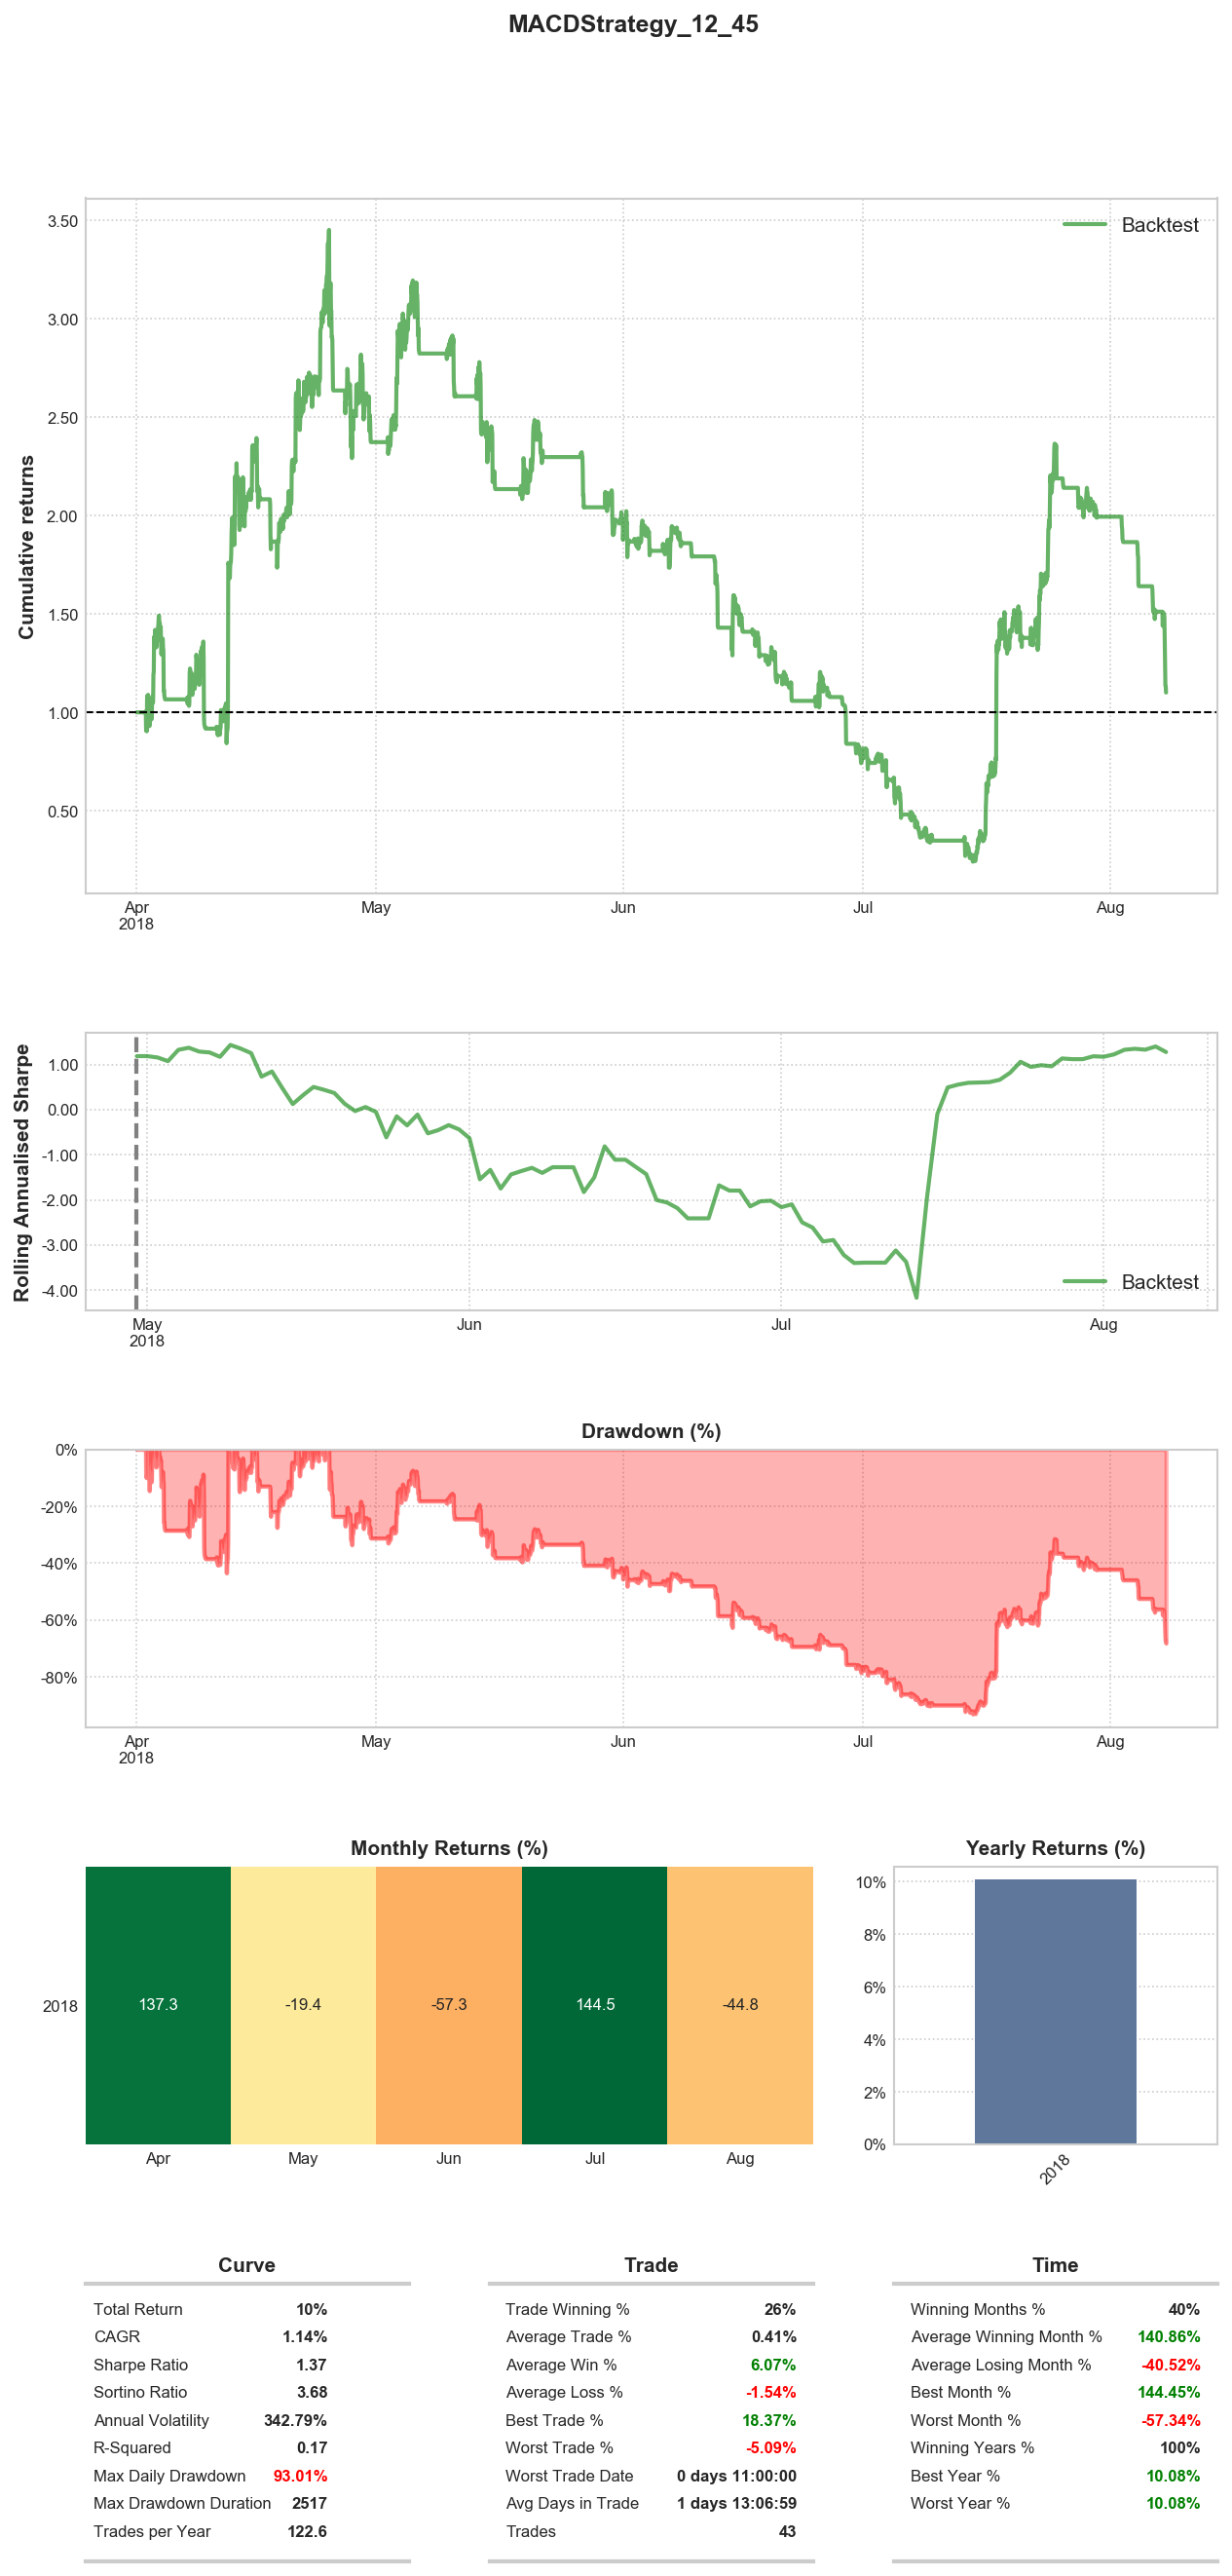 MACDStrategy_12_45
Backtest
3.50
3.00
2.50
2.00
1.50
1.00
0.50
Cumulative returns
Apr May Jun Jul Aug
2018
1.00
0.00
-1.00
-2.00
-3.00
-4.00
Rolling Annualised Sharpe
Backtest
May Jun Jul Aug
2018
Drawdown (%)
0%
-20%
-40%
-60%
-80%
Apr May Jun Jul Aug
2018
Monthly Returns (%)
2018 137.3 -19.4 -57.3 144.5 -44.8
Apr May Jun Jul Aug
Yearly Returns (%)
10%
8%
6%
4%
2%
0%
2018
Curve
Total Return 10%
CAGR 1.14%
Sharpe Ratio 1.37
Sortino Ratio 3.68
Annual Volatility 342.79%
R-Squared 0.17
Max Daily Drawdown 93.01%
Max Drawdown Duration 2517
Trades per Year 122.6
Trade
Trade Winning % 26%
Average Trade % 0.41%
Average Win % 6.07%
Average Loss % -1.54%
Best Trade % 18.37%
Worst Trade % -5.09%
Worst Trade Date 0 days 11:00:00
Avg Days in Trade 1 days 13:06:59
Trades 43
Time
Winning Months % 40%
Average Winning Month % 140.86%
Average Losing Month % -40.52%
Best Month % 144.45%
Worst Month % -57.34%
Winning Years % 100%
Best Year % 10.08%
Worst Year % 10.08%